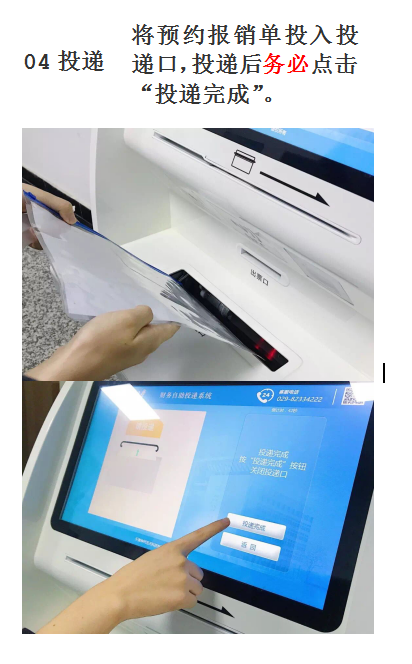 04 投递
将预约报销单投入投
递口,投递后务必点击
“投递完成”。
出票口
财务自助投递系统
24
029-82334222
投递完成
按“投递完成”按钮
关闭投递口
投递完成
返 回